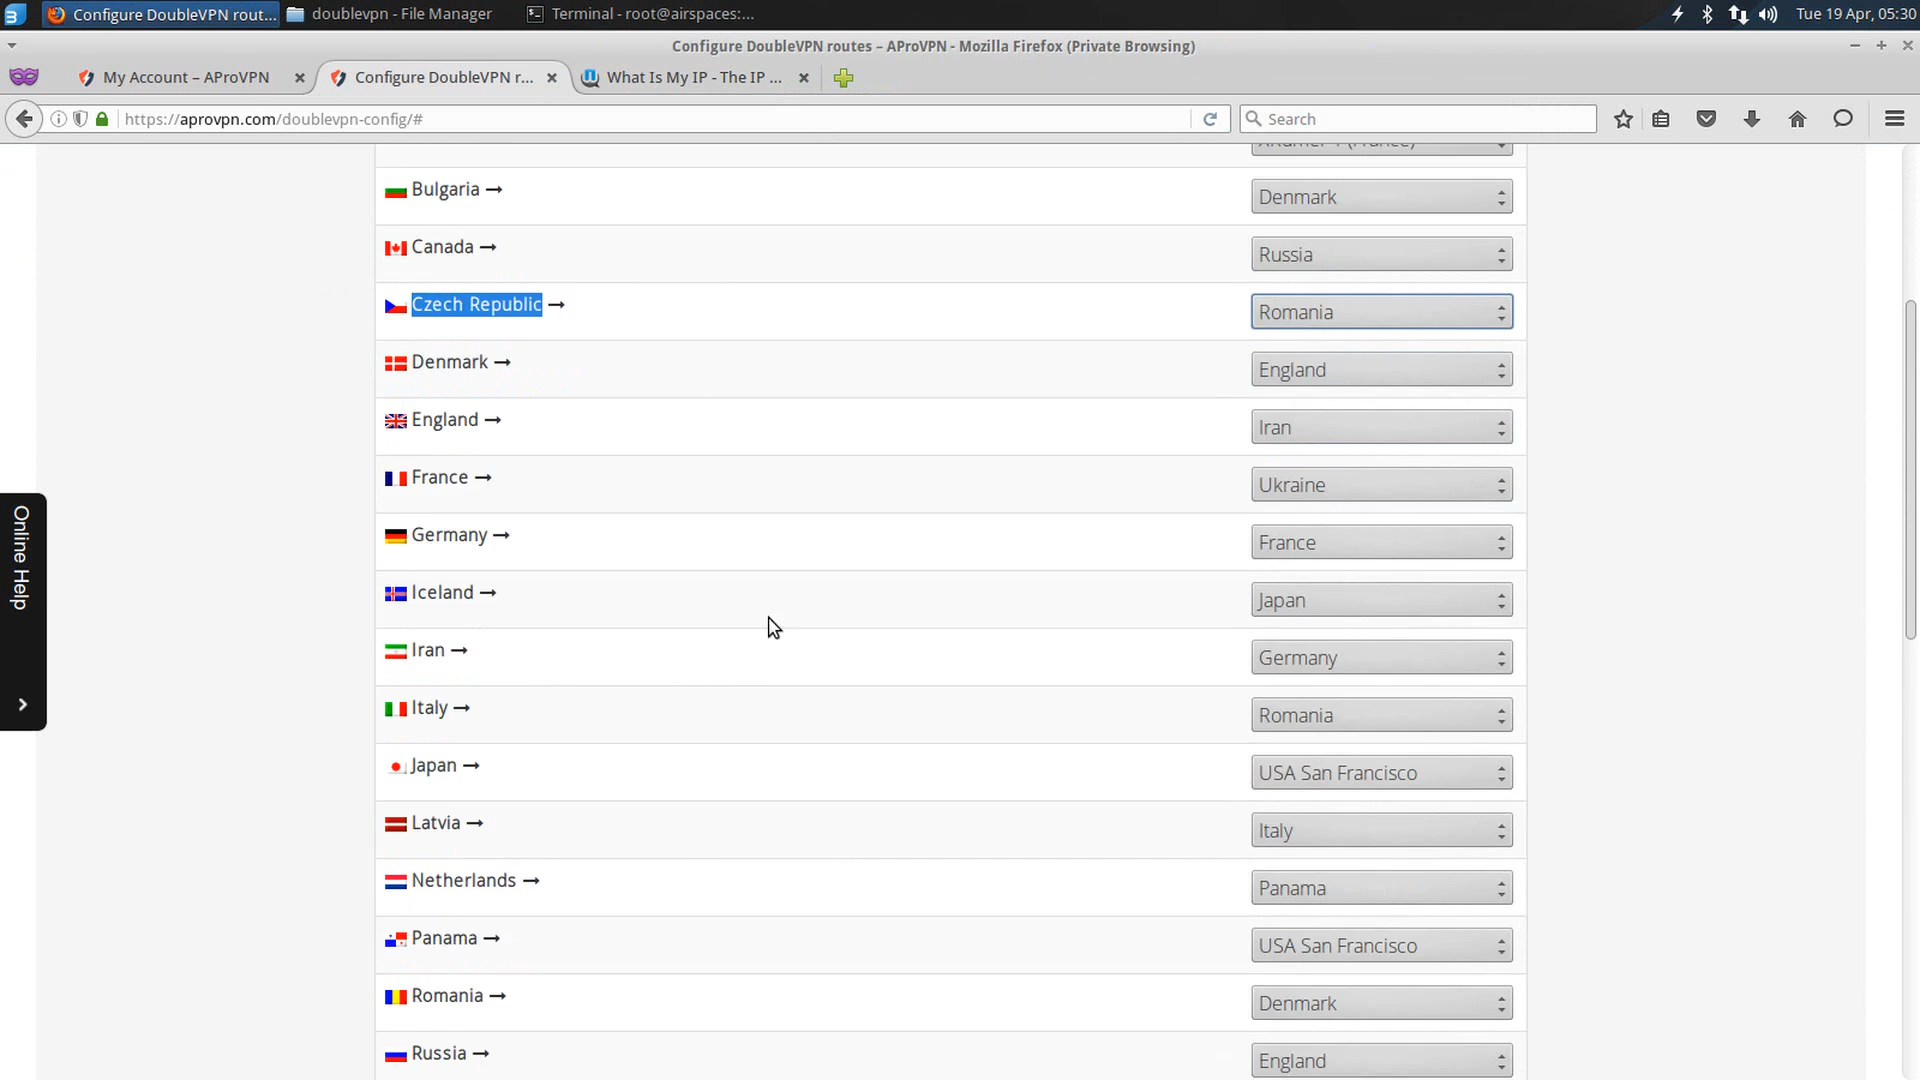 Configure DoubleVPN rout...
doublevpn - File Manager
Terminal - root@airspaces:...
Tue 19 Apr, 05:30
Configure DoubleVPN routes – AProVPN - Mozilla Firefox (Private Browsing)
My Account – AProVPN
Configure DoubleVPN r...
What Is My IP - The IP ...
https://aprovpn.com/doublevpn-config/#
Search
Bulgaria → Denmark
Canada → Russia
Czech Republic → Romania
Denmark → England
England → Iran
France → Ukraine
Germany → France
Iceland → Japan
Iran → Germany
Italy → Romania
Japan → USA San Francisco
Latvia → Italy
Netherlands → Panama
Panama → USA San Francisco
Romania → Denmark
Russia → England
Online Help